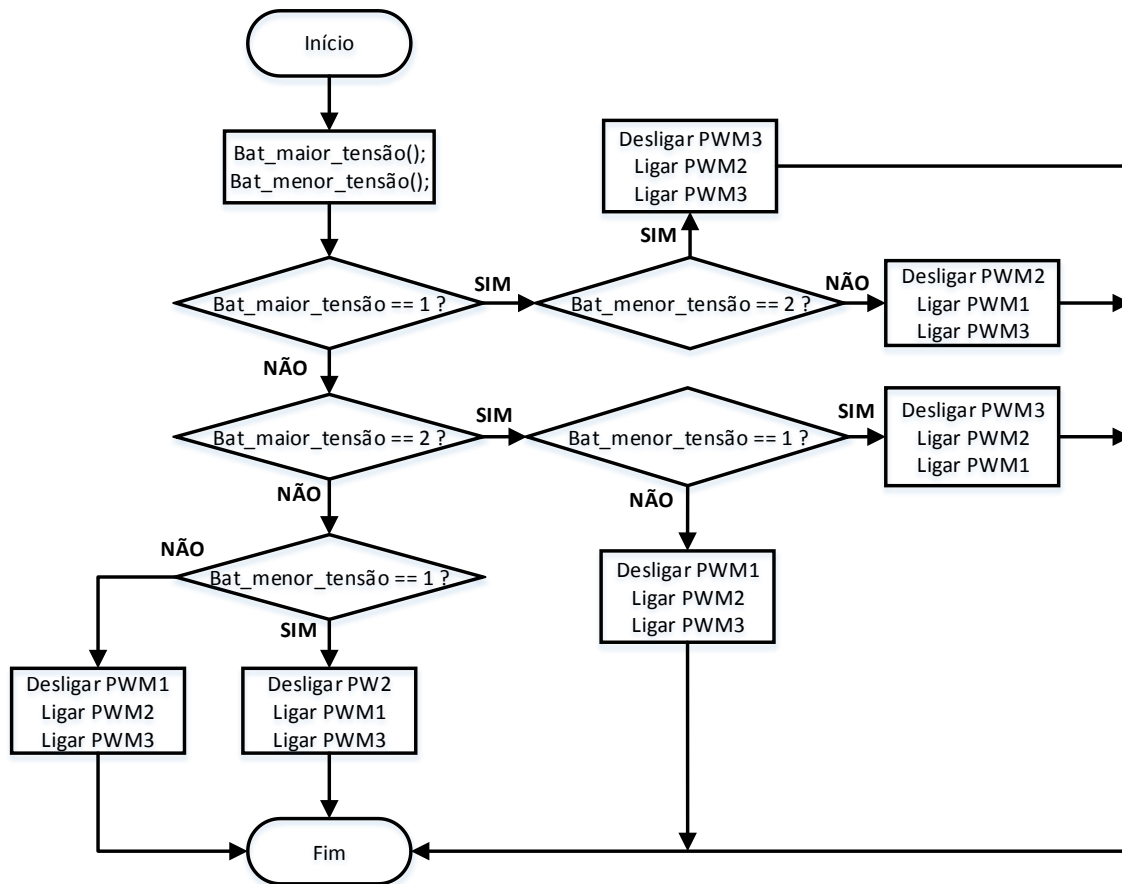 Início
Bat_maior_tensão();
Bat_menor_tensão();
Desligar PWM3
Ligar PWM2
Ligar PWM3
SIM
Bat_maior_tensão == 1 ?
SIM
Bat_menor_tensão == 2 ?
NÃO
Desligar PWM2
Ligar PWM1
Ligar PWM3
NÃO
Bat_maior_tensão == 2 ?
SIM
Bat_menor_tensão == 1 ?
SIM
Desligar PWM3
Ligar PWM2
Ligar PWM1
NÃO
NÃO
NÃO
Bat_menor_tensão == 1 ?
Desligar PWM1
Ligar PWM2
Ligar PWM3
SIM
Desligar PWM1
Ligar PWM2
Ligar PWM3
Desligar PW2
Ligar PWM1
Ligar PWM3
Fim